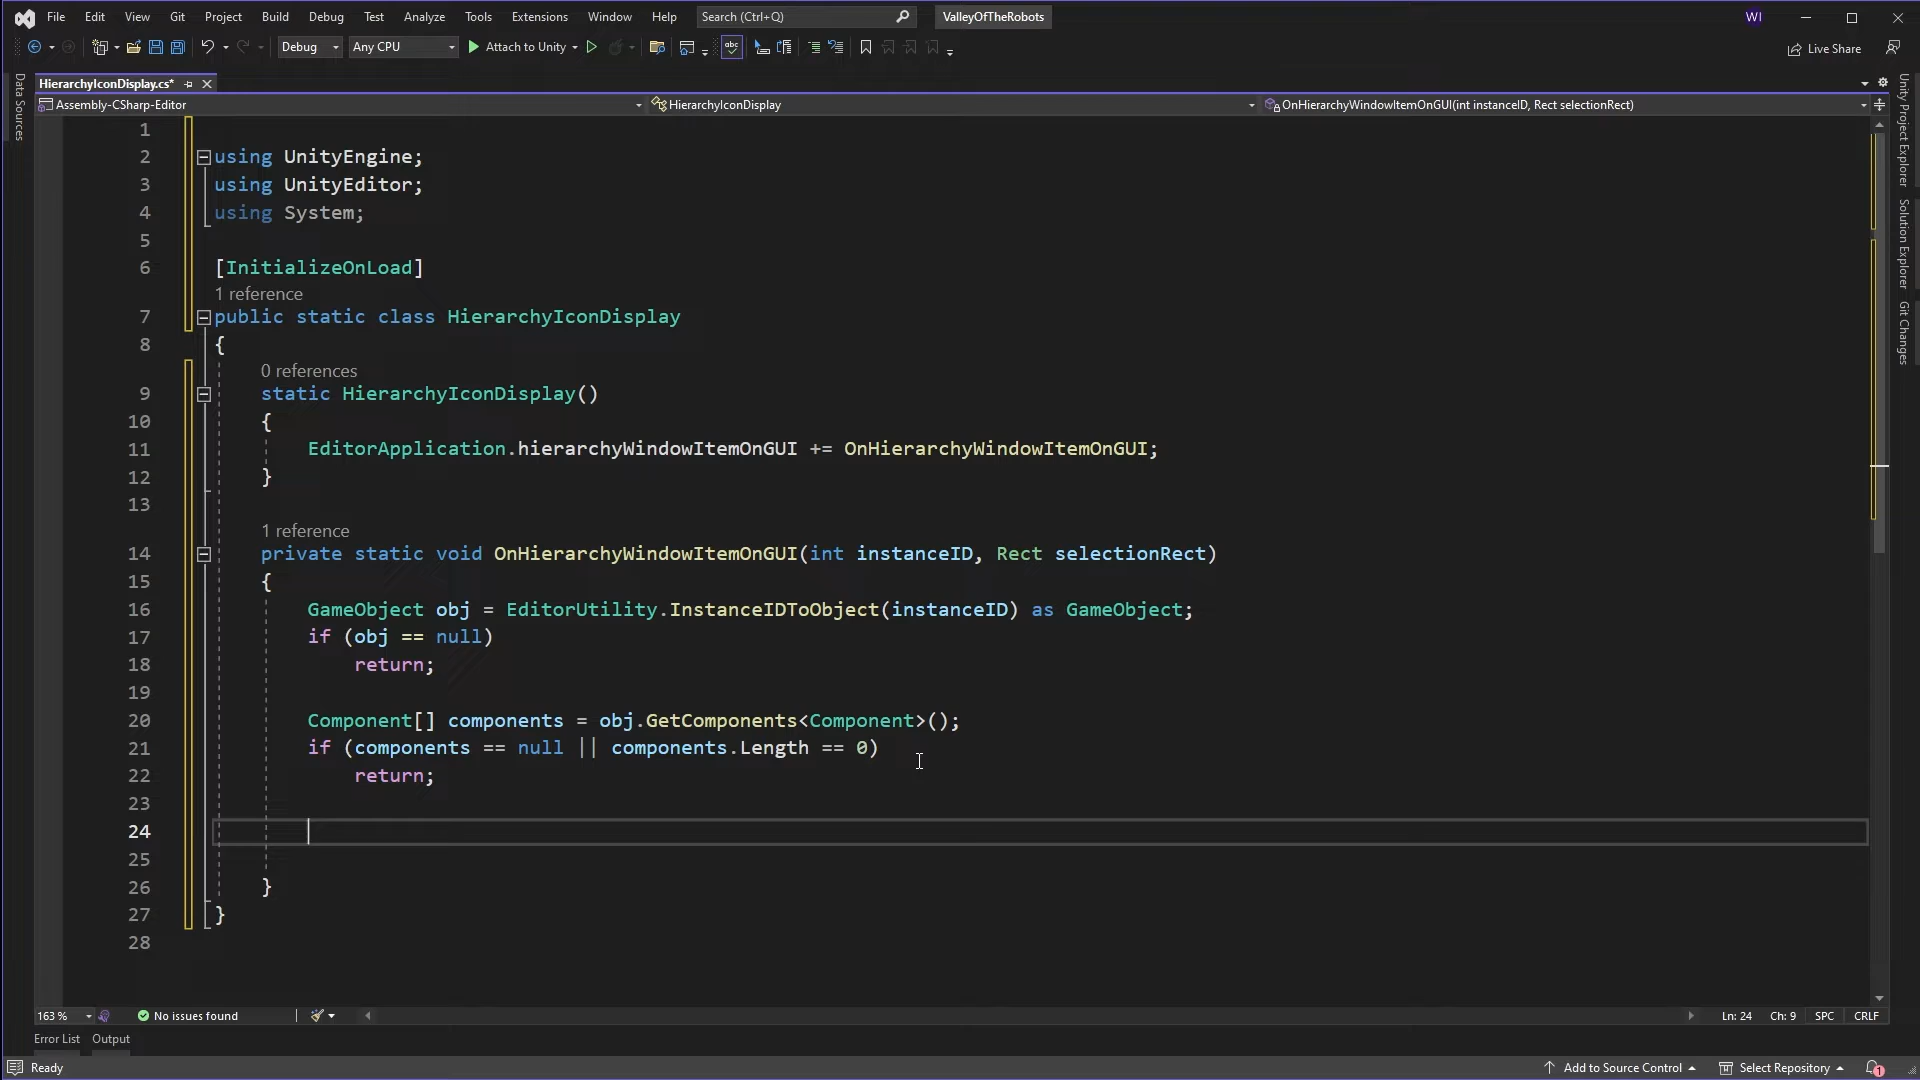 File Edit View Git Project Build Debug Test Analyze Tools Extensions Window Help Search (Ctrl+Q) ValleyOfTheRobots WI
Debug Any CPU Attach to Unity abc Live Share
HierarchyIconDisplay.cs*
Assembly-CSharp-Editor HierarchyIconDisplay OnHierarchyWindowItemOnGUI(int instanceID, Rect selectionRect)
Data Sources
Unity Project Explorer
Solution Explorer
Git Changes
1
2 using UnityEngine;
3 using UnityEditor;
4 using System;
5
6 [InitializeOnLoad]
1 reference
7 public static class HierarchyIconDisplay
8 {
0 references
9 static HierarchyIconDisplay()
10 {
11 EditorApplication.hierarchyWindowItemOnGUI += OnHierarchyWindowItemOnGUI;
12 }
13
1 reference
14 private static void OnHierarchyWindowItemOnGUI(int instanceID, Rect selectionRect)
15 {
16 GameObject obj = EditorUtility.InstanceIDToObject(instanceID) as GameObject;
17 if (obj == null)
18 return;
19
20 Component[] components = obj.GetComponents<Component>();
21 if (components == null || components.Length == 0)
22 return;
23
24
25
26 }
27 }
28
163 % No issues found Ln: 24 Ch: 9 SPC CRLF
Error List Output
Ready Add to Source Control Select Repository 1